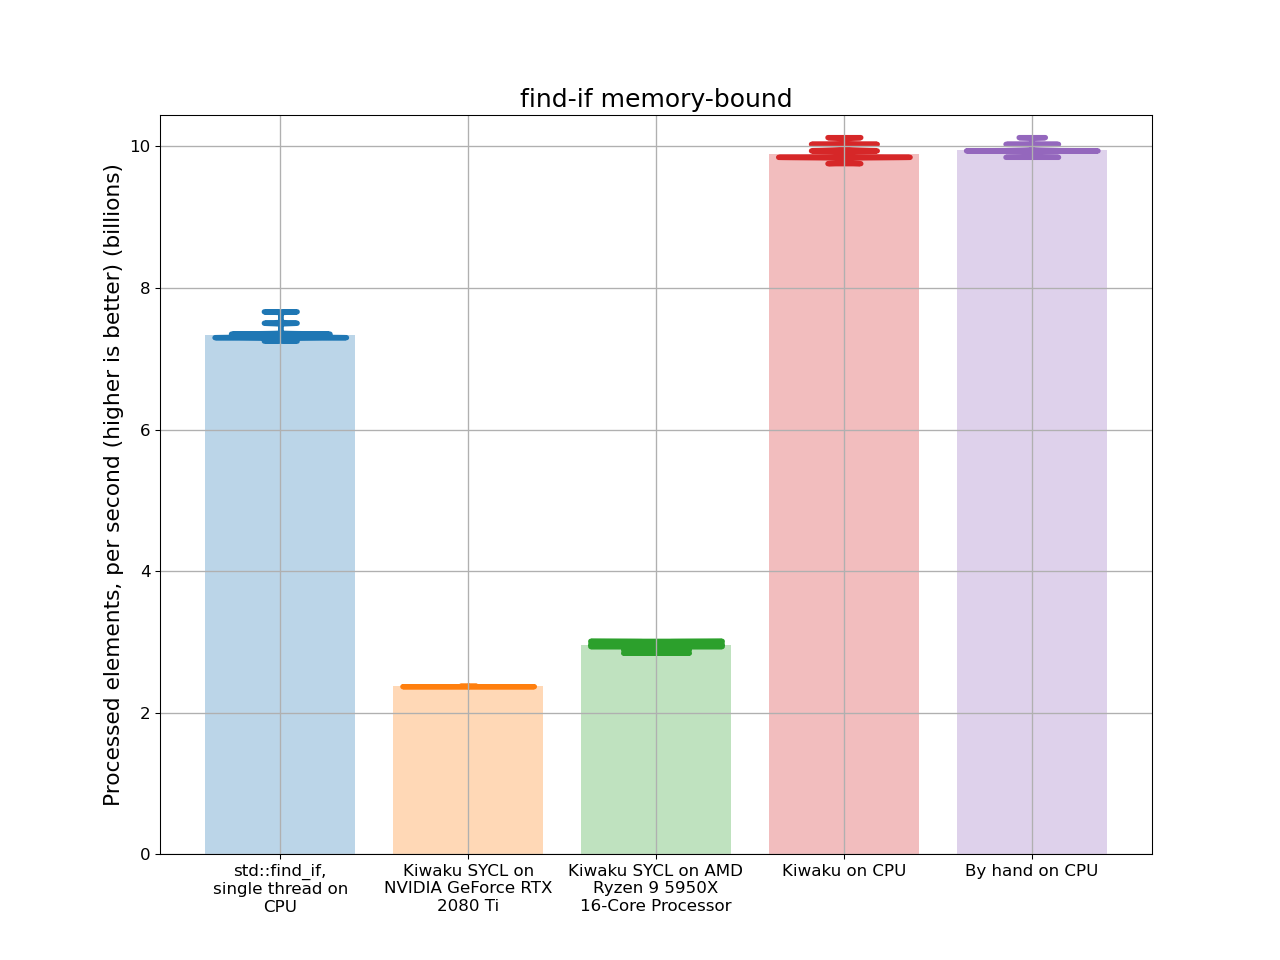 find-if memory-bound
Processed elements, per second (higher is better) (billions)
10
8
6
4
2
0
std::find_if,
single thread on
CPU
Kiwaku SYCL on
NVIDIA GeForce RTX
2080 Ti
Kiwaku SYCL on AMD
Ryzen 9 5950X
16-Core Processor
Kiwaku on CPU
By hand on CPU